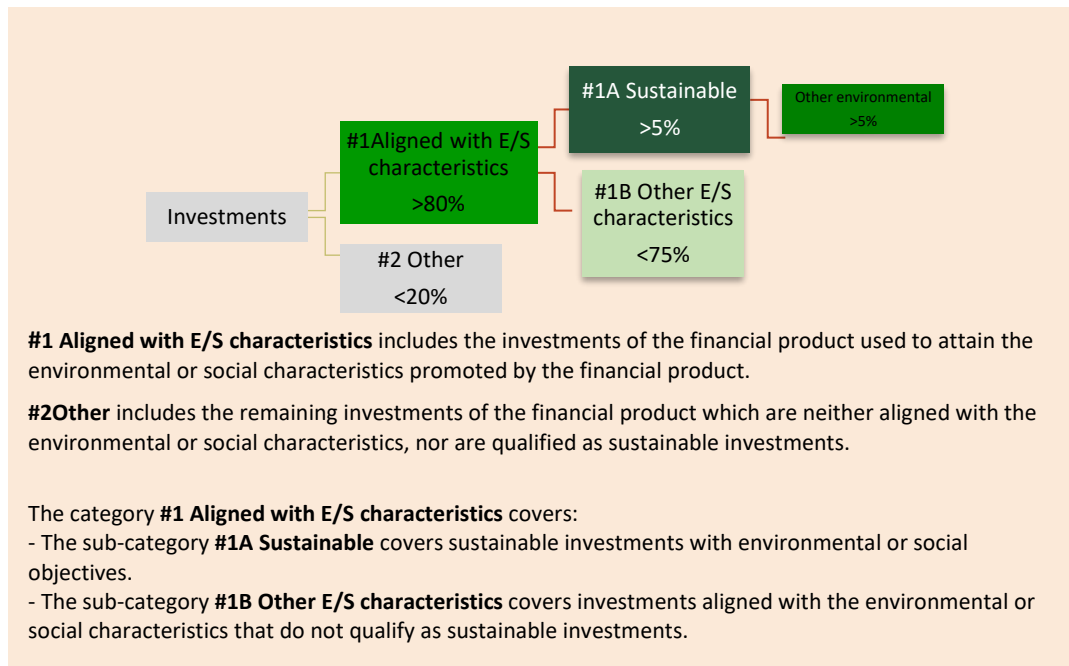 Investments
#1Aligned with E/S
characteristics
>80%
#2 Other
<20%
#1A Sustainable
>5%
#1B Other E/S
characteristics
<75%
Other environmental
>5%
#1 Aligned with E/S characteristics includes the investments of the financial product used to attain the
environmental or social characteristics promoted by the financial product.
#2Other includes the remaining investments of the financial product which are neither aligned with the
environmental or social characteristics, nor are qualified as sustainable investments.
The category #1 Aligned with E/S characteristics covers:
- The sub-category #1A Sustainable covers sustainable investments with environmental or social
objectives.
- The sub-category #1B Other E/S characteristics covers investments aligned with the environmental or
social characteristics that do not qualify as sustainable investments.